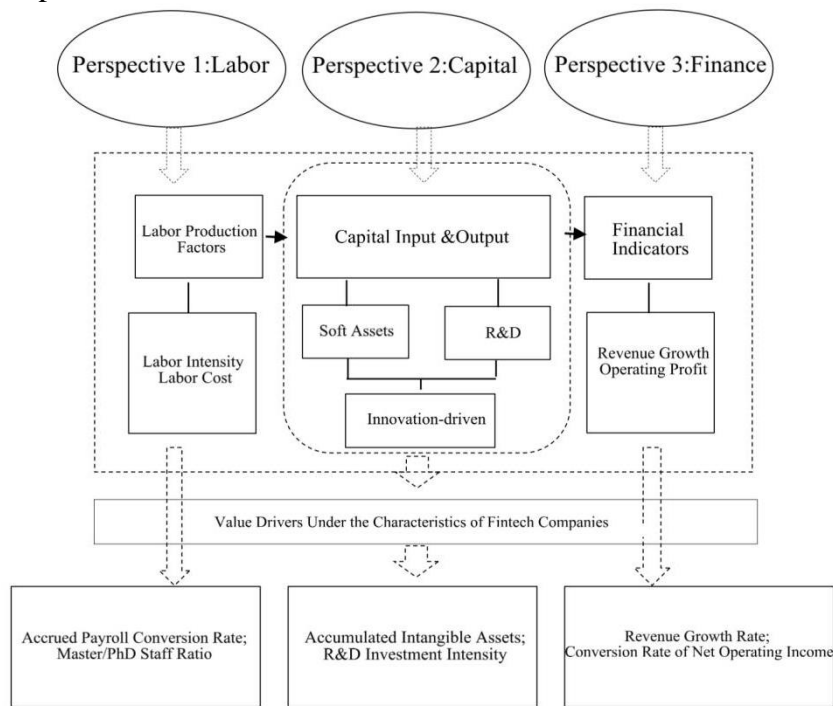 Perspective 1:Labor
Perspective 2:Capital
Perspective 3:Finance
Labor Production
Factors
Capital Input &Output
Financial
Indicators
Soft Assets
R&D
Labor Intensity
Labor Cost
Revenue Growth
Operating Profit
Innovation-driven
Value Drivers Under the Characteristics of Fintech Companies
Accrued Payroll Conversion Rate;
Master/PhD Staff Ratio
Accumulated Intangible Assets;
R&D Investment Intensity
Revenue Growth Rate;
Conversion Rate of Net Operating Income